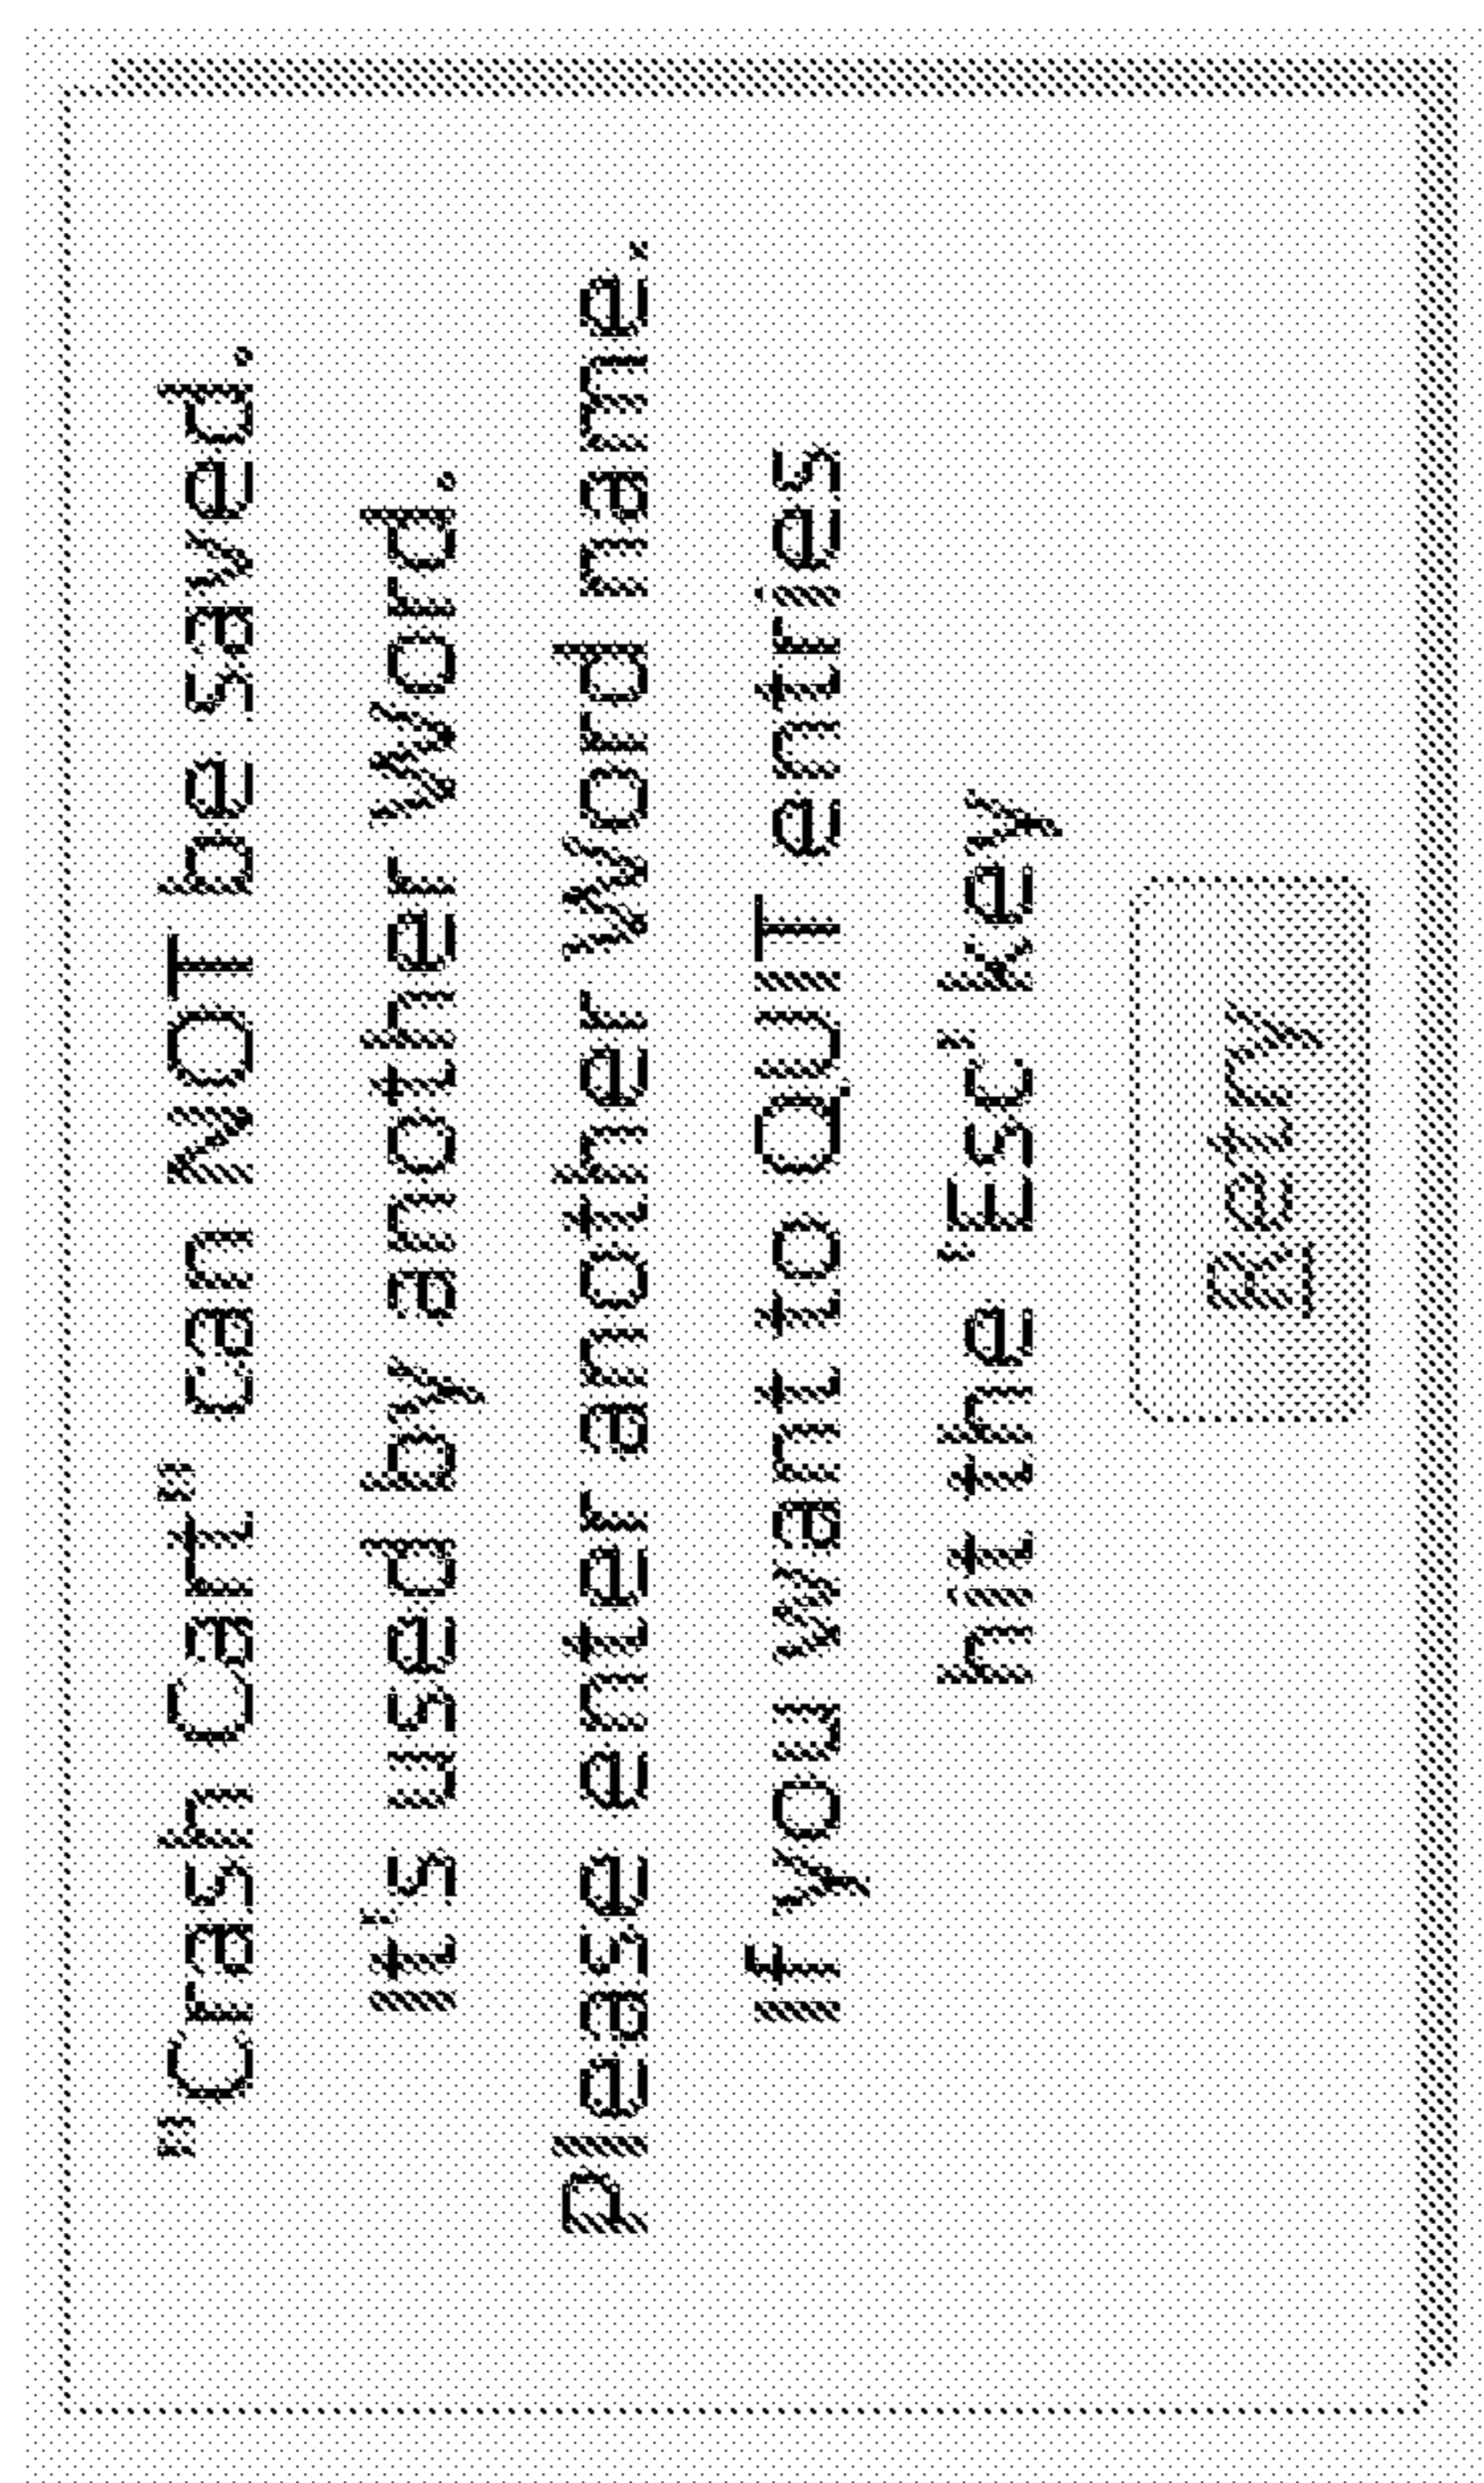 "Crash Cart" can NOT be saved.
It's used by another Word.
Please enter another Word name.
If you want to QUIT entries
hit the 'Esc' key
Retry